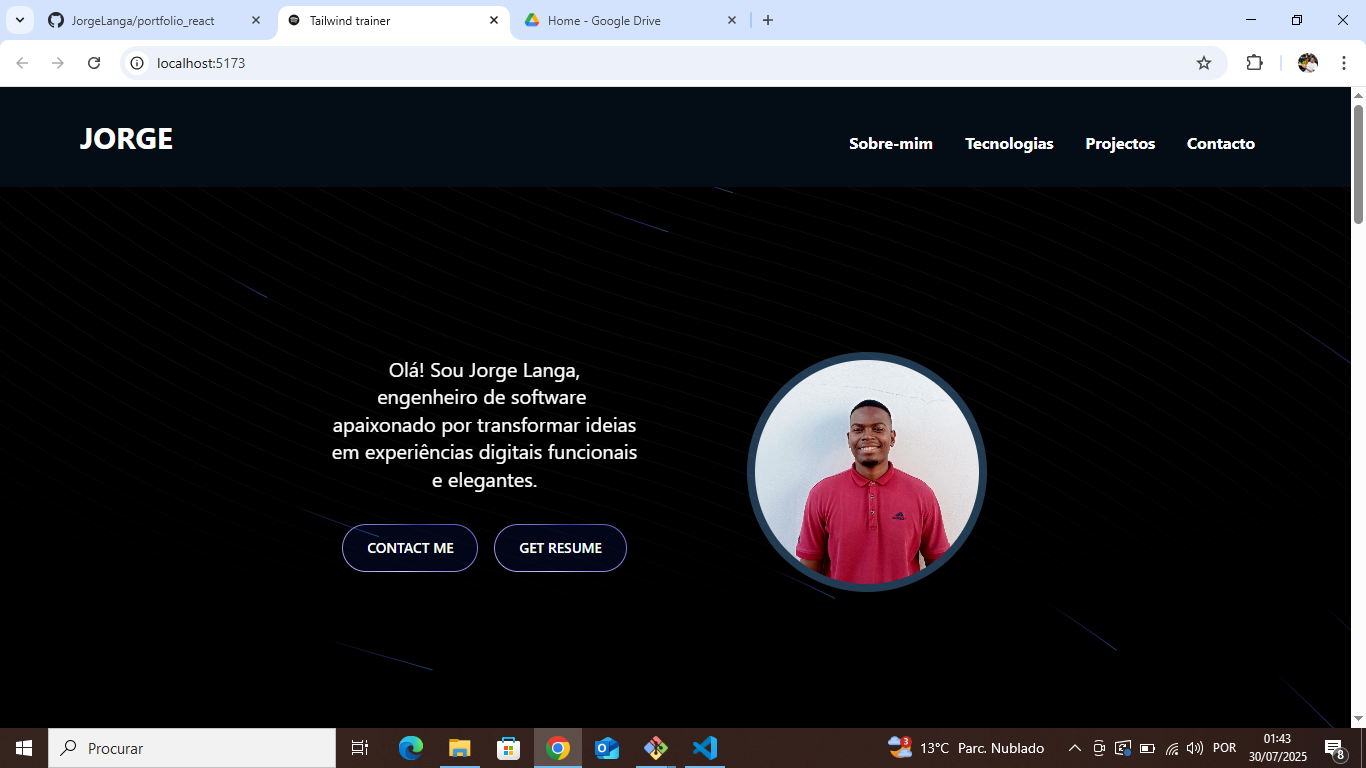 JorgeLanga/portfolio_react
Tailwind trainer
Home - Google Drive
localhost:5173
JORGE
Sobre-mim
Tecnologias
Projectos
Contacto
Olá! Sou Jorge Langa,
engenheiro de software
apaixonado por transformar ideias
em experiências digitais funcionais
e elegantes.
CONTACT ME
GET RESUME
Procurar
3
13°C Parc. Nublado
POR
01:43
30/07/2025
8